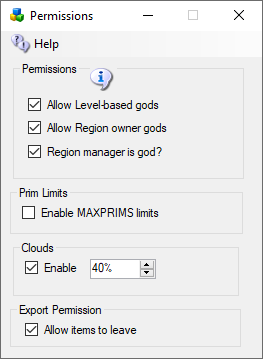 Permissions
Help
Permissions
Allow Level-based gods
Allow Region owner gods
Region manager is god?
Prim Limits
Enable MAXPRIMS limits
Clouds
Enable 40%
Export Permission
Allow items to leave